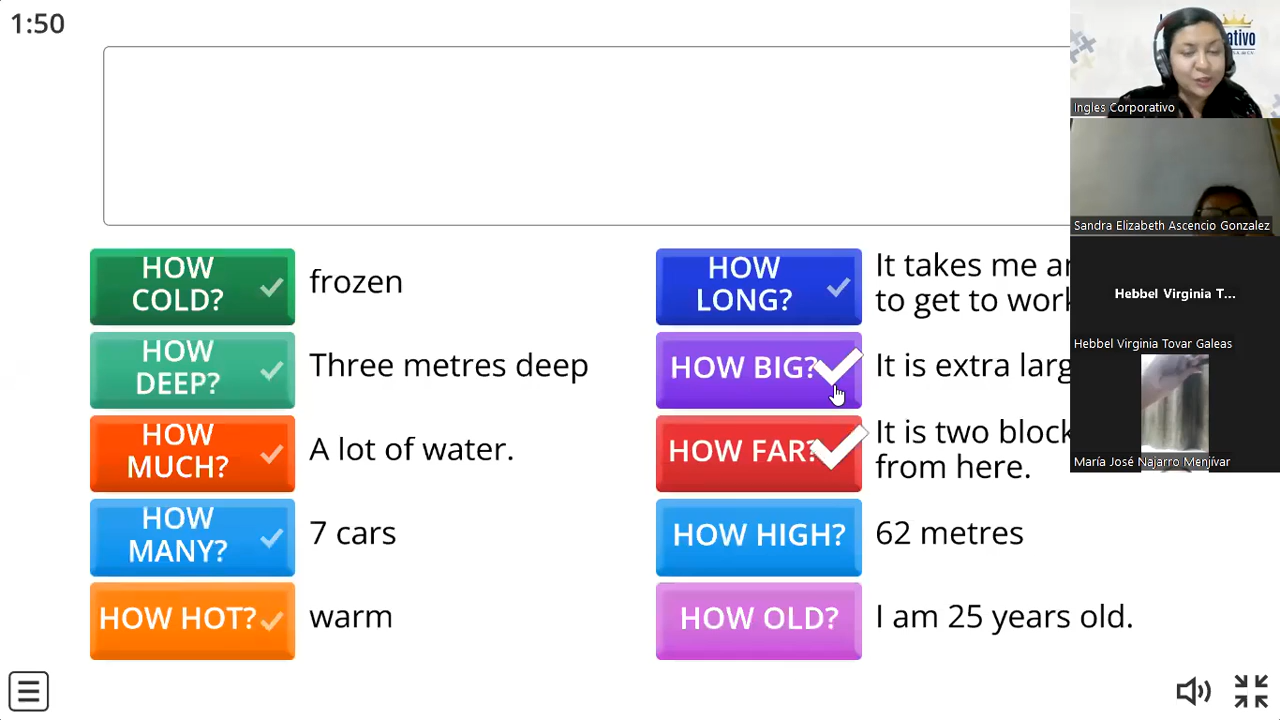 1:50
HOW
COLD?
frozen
HOW
DEEP?
Three metres deep
HOW
MUCH?
A lot of water.
HOW
MANY?
7 cars
HOW HOT?
warm
HOW
LONG?
It takes me
to get to work
HOW BIG?
It is extra
HOW FAR?
It is two
from here.
HOW HIGH?
62 metres
HOW OLD?
I am 25 years old.
ativo
Ingles Corporativo
Sandra Elizabeth Ascencio Gonzalez
Hebbel Virginia T...
Hebbel Virginia Tovar Galeas
María José Najarro Menjívar